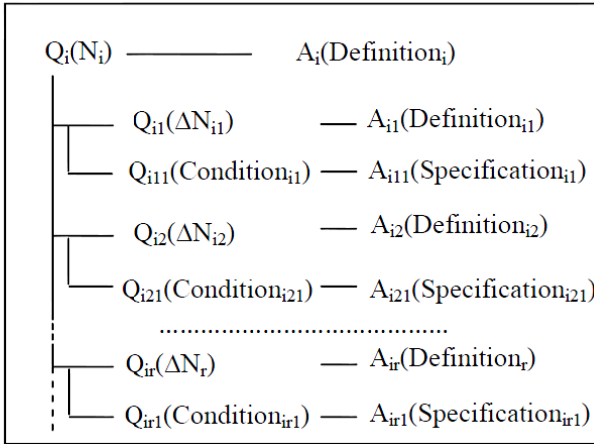 Qᵢ(Nᵢ) Aᵢ(Definitionᵢ)
Qᵢ₁(ΔNᵢ₁) Aᵢ₁(Definitionᵢ₁)
Qᵢ₁₁(Conditionᵢ₁) Aᵢ₁₁(Specificationᵢ₁)
Qᵢ₂(ΔNᵢ₂) Aᵢ₂(Definitionᵢ₂)
Qᵢ₂₁(Conditionᵢ₂₁) Aᵢ₂₁(Specificationᵢ₂₁)
................................................
Qᵢᵣ(ΔNᵣ) Aᵢᵣ(Definitionᵣ)
Qᵢᵣ₁(Conditionᵢᵣ₁) Aᵢᵣ₁(Specificationᵢᵣ₁)